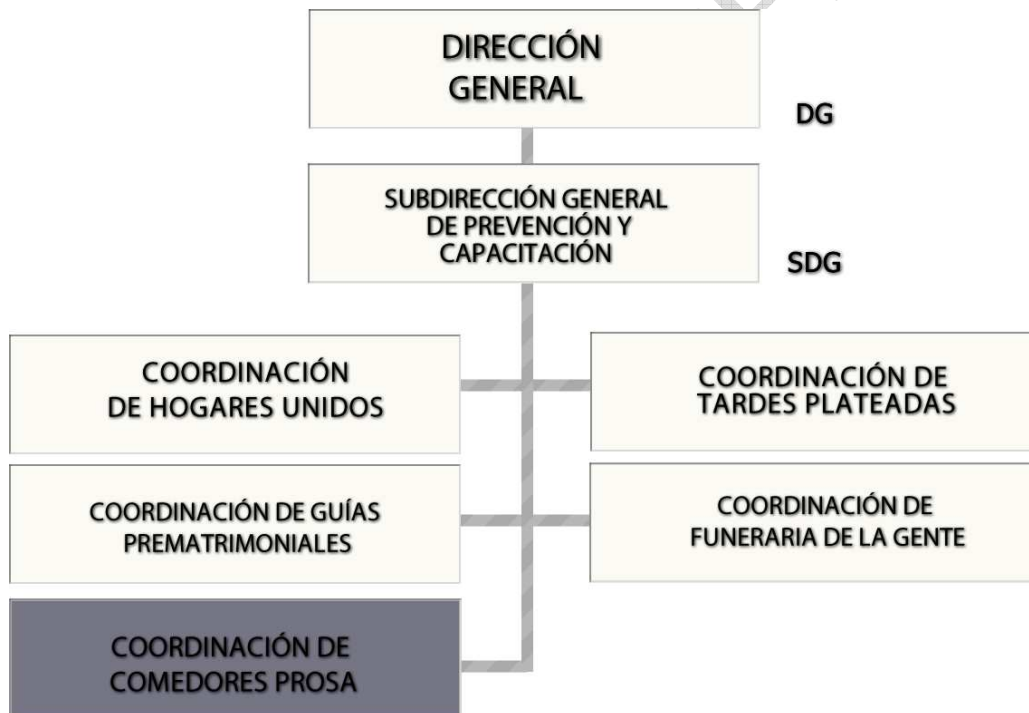 DIRECCIÓN
GENERAL
DG
SUBDIRECCIÓN GENERAL
DE PREVENCIÓN Y
CAPACITACIÓN
SDG
COORDINACIÓN
DE HOGARES UNIDOS
COORDINACIÓN DE
TARDES PLATEADAS
COORDINACIÓN DE GUÍAS
PREMATRIMONIALES
COORDINACIÓN DE
FUNERARIA DE LA GENTE
COORDINACIÓN DE
COMEDORES PROSA